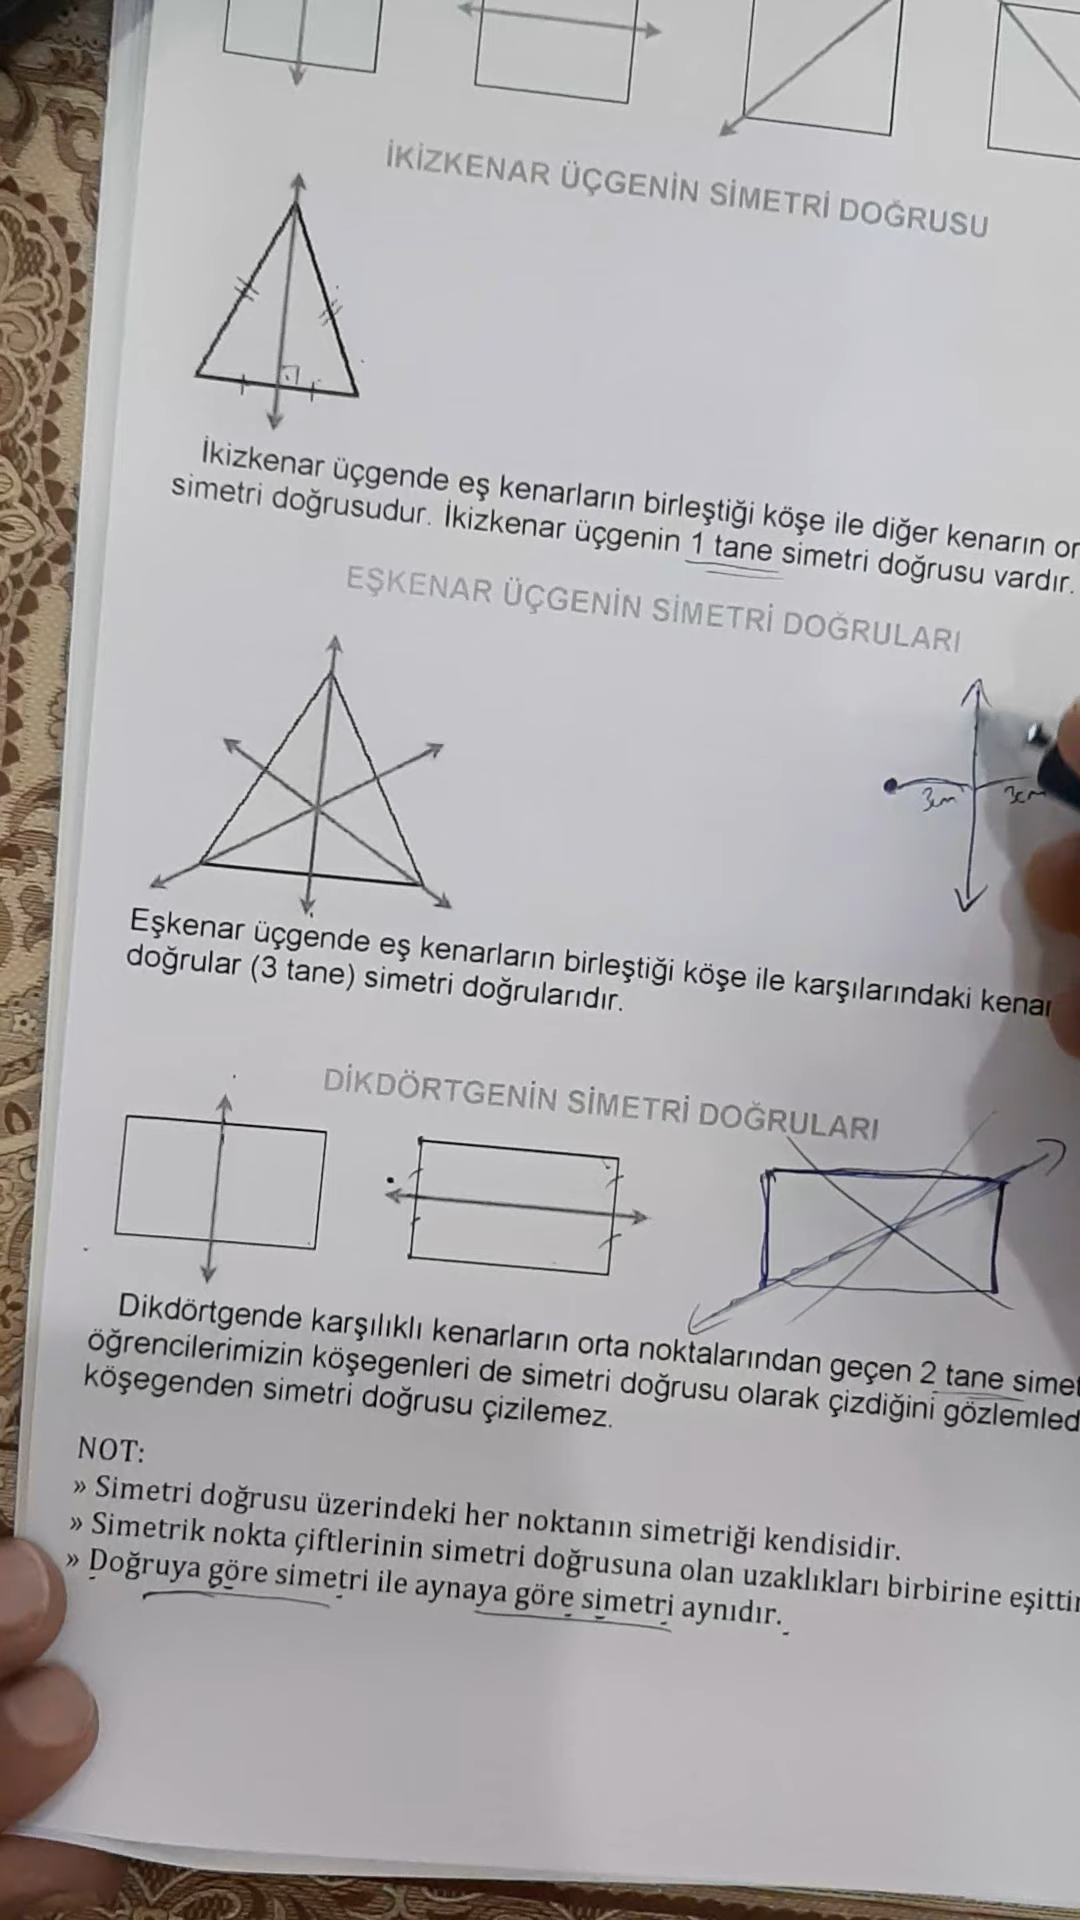 İKİZKENAR ÜÇGENİN SİMETRİ DOĞRUSU
İkizkenar üçgende eş kenarların birleştiği köşe ile diğer kenarın or
simetri doğrusudur. İkizkenar üçgenin 1 tane simetri doğrusu vardır.
EŞKENAR ÜÇGENİN SİMETRİ DOĞRULARI
3cm 3cm
Eşkenar üçgende eş kenarların birleştiği köşe ile karşılarındaki kenar
doğrular (3 tane) simetri doğrularıdır.
DİKDÖRTGENİN SİMETRİ DOĞRULARI
Dikdörtgende karşılıklı kenarların orta noktalarından geçen 2 tane simet
öğrencilerimizin köşegenleri de simetri doğrusu olarak çizdiğini gözlemled
köşegenden simetri doğrusu çizilemez.
NOT:
» Simetri doğrusu üzerindeki her noktanın simetriği kendisidir.
» Simetrik nokta çiftlerinin simetri doğrusuna olan uzaklıkları birbirine eşittir
» Doğruya göre simetri ile aynaya göre simetri aynıdır.